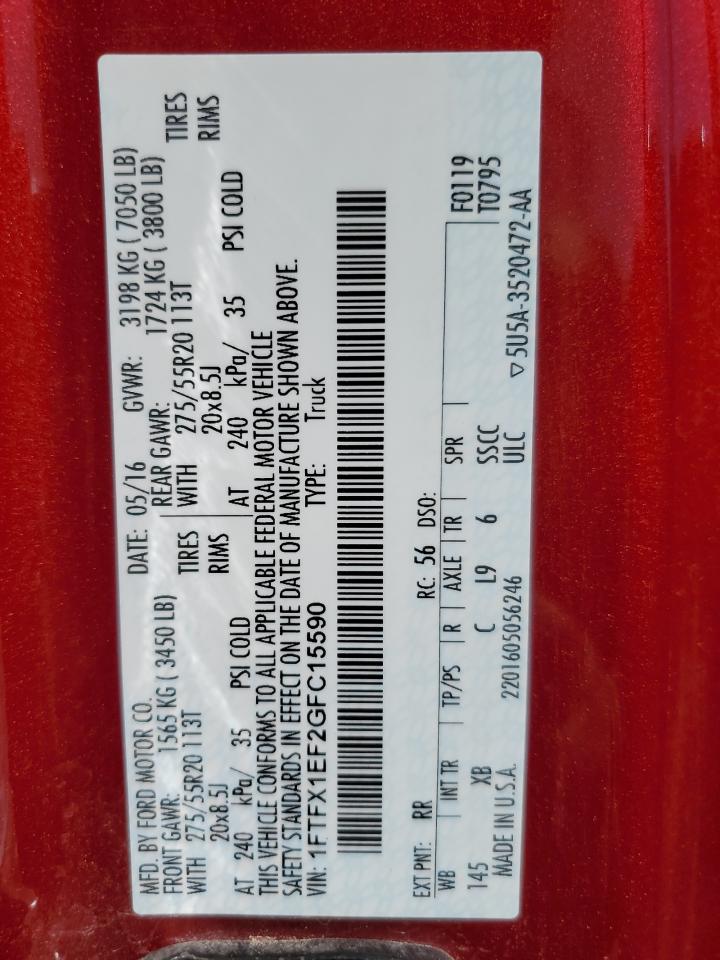 MFD. BY FORD MOTOR CO.
DATE: 05/16 GVWR: 3198 KG ( 7050 LB)
FRONT GAWR: 1565 KG ( 3450 LB)
REAR GAWR: 1724 KG ( 3800 LB)
WITH 275/55R20 113T TIRES
WITH 275/55R20 113T TIRES
20x8.5J RIMS
20x8.5J RIMS
AT 240 kPa/ 35 PSI COLD
AT 240 kPa/ 35 PSI COLD
THIS VEHICLE CONFORMS TO ALL APPLICABLE FEDERAL MOTOR VEHICLE
SAFETY STANDARDS IN EFFECT ON THE DATE OF MANUFACTURE SHOWN ABOVE.
VIN: 1FTFX1EF2GFC15590 TYPE: Truck
EXT PNT: RR RC: 56 DSO:
F0119
WB INT TR TP/PS R AXLE TR SPR
T0795
145 XB C L9 6 SSCC
ULC
MADE IN U.S.A. 2201605056246 ▽5U5A-3520472-AA